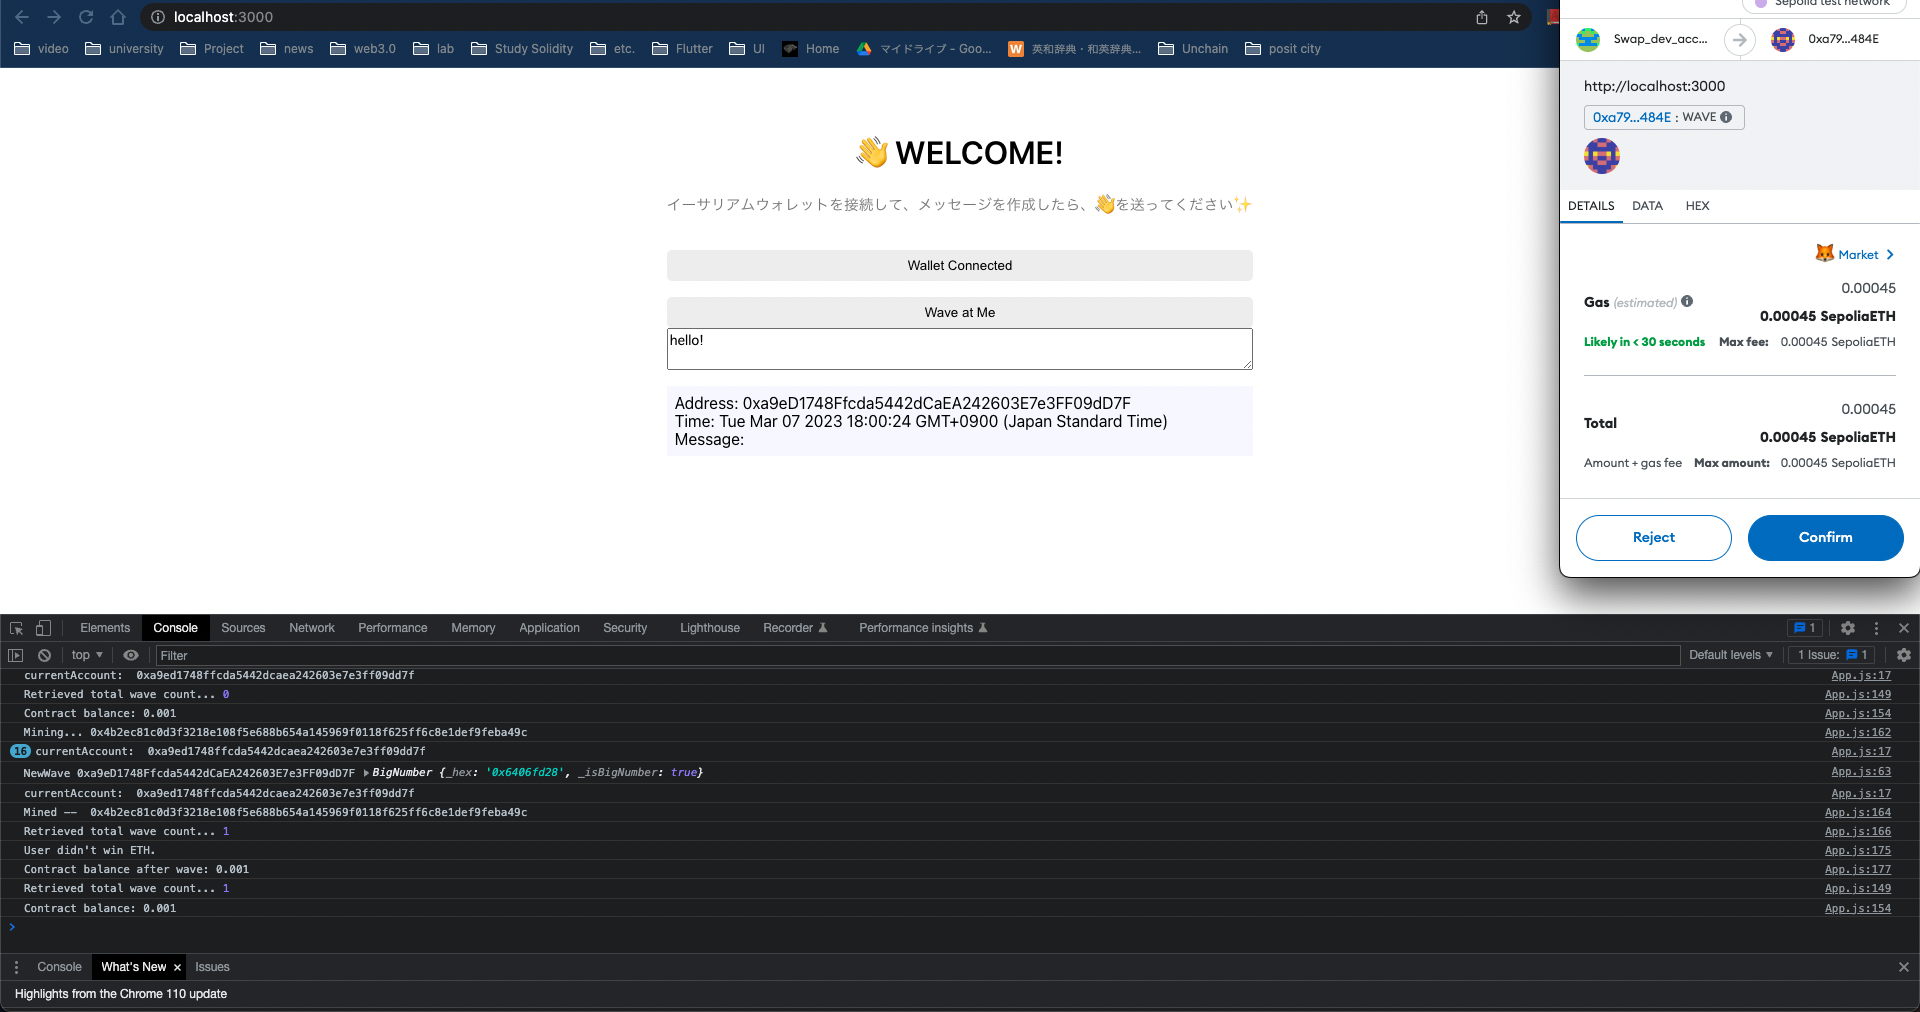 localhost:3000
video
university
Project
news
web3.0
lab
Study Solidity
etc.
Flutter
UI
Home
マイドライブ - Goo...
W
英和辞典・和英辞典...
Unchain
posit city
👋 WELCOME!
イーサリアムウォレットを接続して、メッセージを作成したら、👋を送ってください✨
Wallet Connected
Wave at Me
hello!
Address: 0xa9eD1748Ffcda5442dCaEA242603E7e3FF09dD7F
Time: Tue Mar 07 2023 18:00:24 GMT+0900 (Japan Standard Time)
Message:
Sepolia test network
Swap_dev_acc...
0xa79...484E
http://localhost:3000
0xa79...484E : WAVE
DETAILS
DATA
HEX
Market
0.00045
Gas (estimated)
0.00045 SepoliaETH
Likely in < 30 seconds
Max fee: 0.00045 SepoliaETH
0.00045
Total
0.00045 SepoliaETH
Amount + gas fee
Max amount: 0.00045 SepoliaETH
Reject
Confirm
Elements
Console
Sources
Network
Performance
Memory
Application
Security
Lighthouse
Recorder
Performance insights
1
top
Filter
Default levels
1 Issue: 1
currentAccount: 0xa9ed1748ffcda5442dcaea242603e7e3ff09dd7f App.js:17
Retrieved total wave count... 0 App.js:149
Contract balance: 0.001 App.js:154
Mining... 0x4b2ec81c0d3f3218e108f5e688b654a145969f0118f625ff6c8e1def9feba49c App.js:162
16 currentAccount: 0xa9ed1748ffcda5442dcaea242603e7e3ff09dd7f App.js:17
NewWave 0xa9eD1748Ffcda5442dCaEA242603E7e3FF09dD7F BigNumber {_hex: '0x6406fd28', _isBigNumber: true} App.js:63
currentAccount: 0xa9ed1748ffcda5442dcaea242603e7e3ff09dd7f App.js:17
Mined -- 0x4b2ec81c0d3f3218e108f5e688b654a145969f0118f625ff6c8e1def9feba49c App.js:164
Retrieved total wave count... 1 App.js:166
User didn't win ETH. App.js:175
Contract balance after wave: 0.001 App.js:177
Retrieved total wave count... 1 App.js:149
Contract balance: 0.001 App.js:154
Console
What's New
Issues
Highlights from the Chrome 110 update